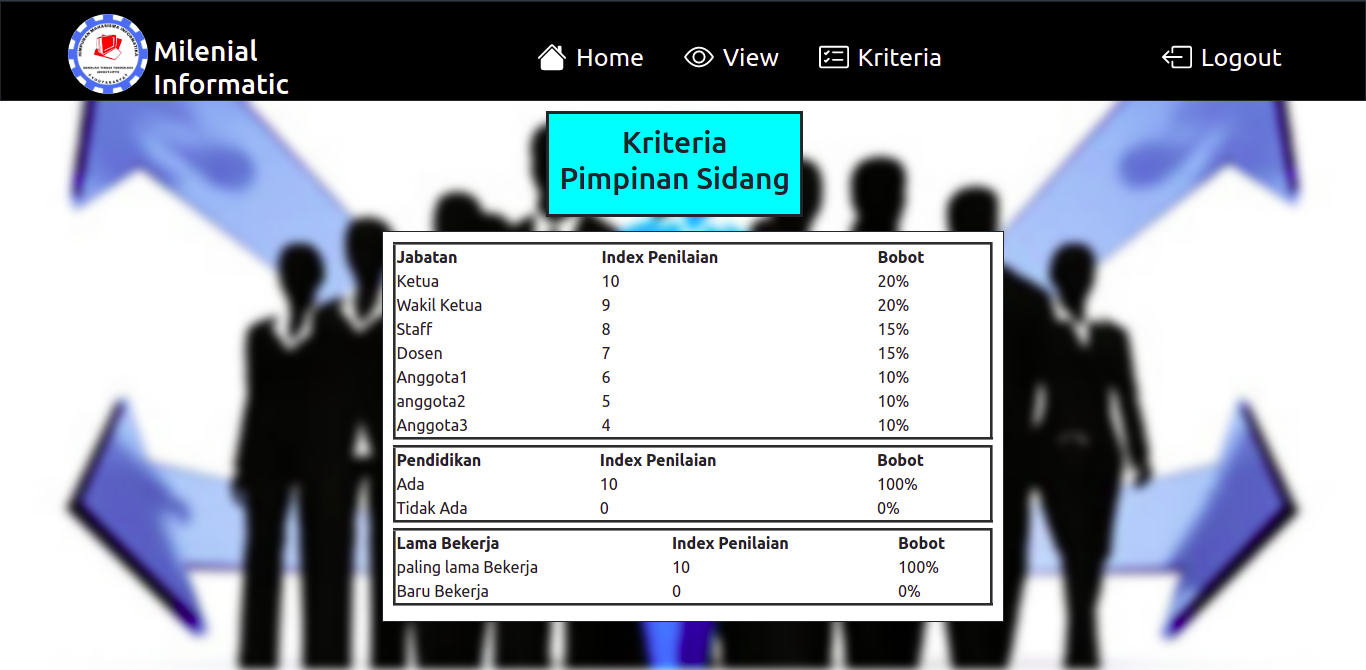 HIMPUNAN MAHASISWA INFORMATIKA
Milenial
Informatic
Home
View
Kriteria
Logout
Kriteria
Pimpinan Sidang
Jabatan Index Penilaian Bobot
Ketua 10 20%
Wakil Ketua 9 20%
Staff 8 15%
Dosen 7 15%
Anggota1 6 10%
anggota2 5 10%
Anggota3 4 10%
Pendidikan Index Penilaian Bobot
Ada 10 100%
Tidak Ada 0 0%
Lama Bekerja Index Penilaian Bobot
paling lama Bekerja 10 100%
Baru Bekerja 0 0%